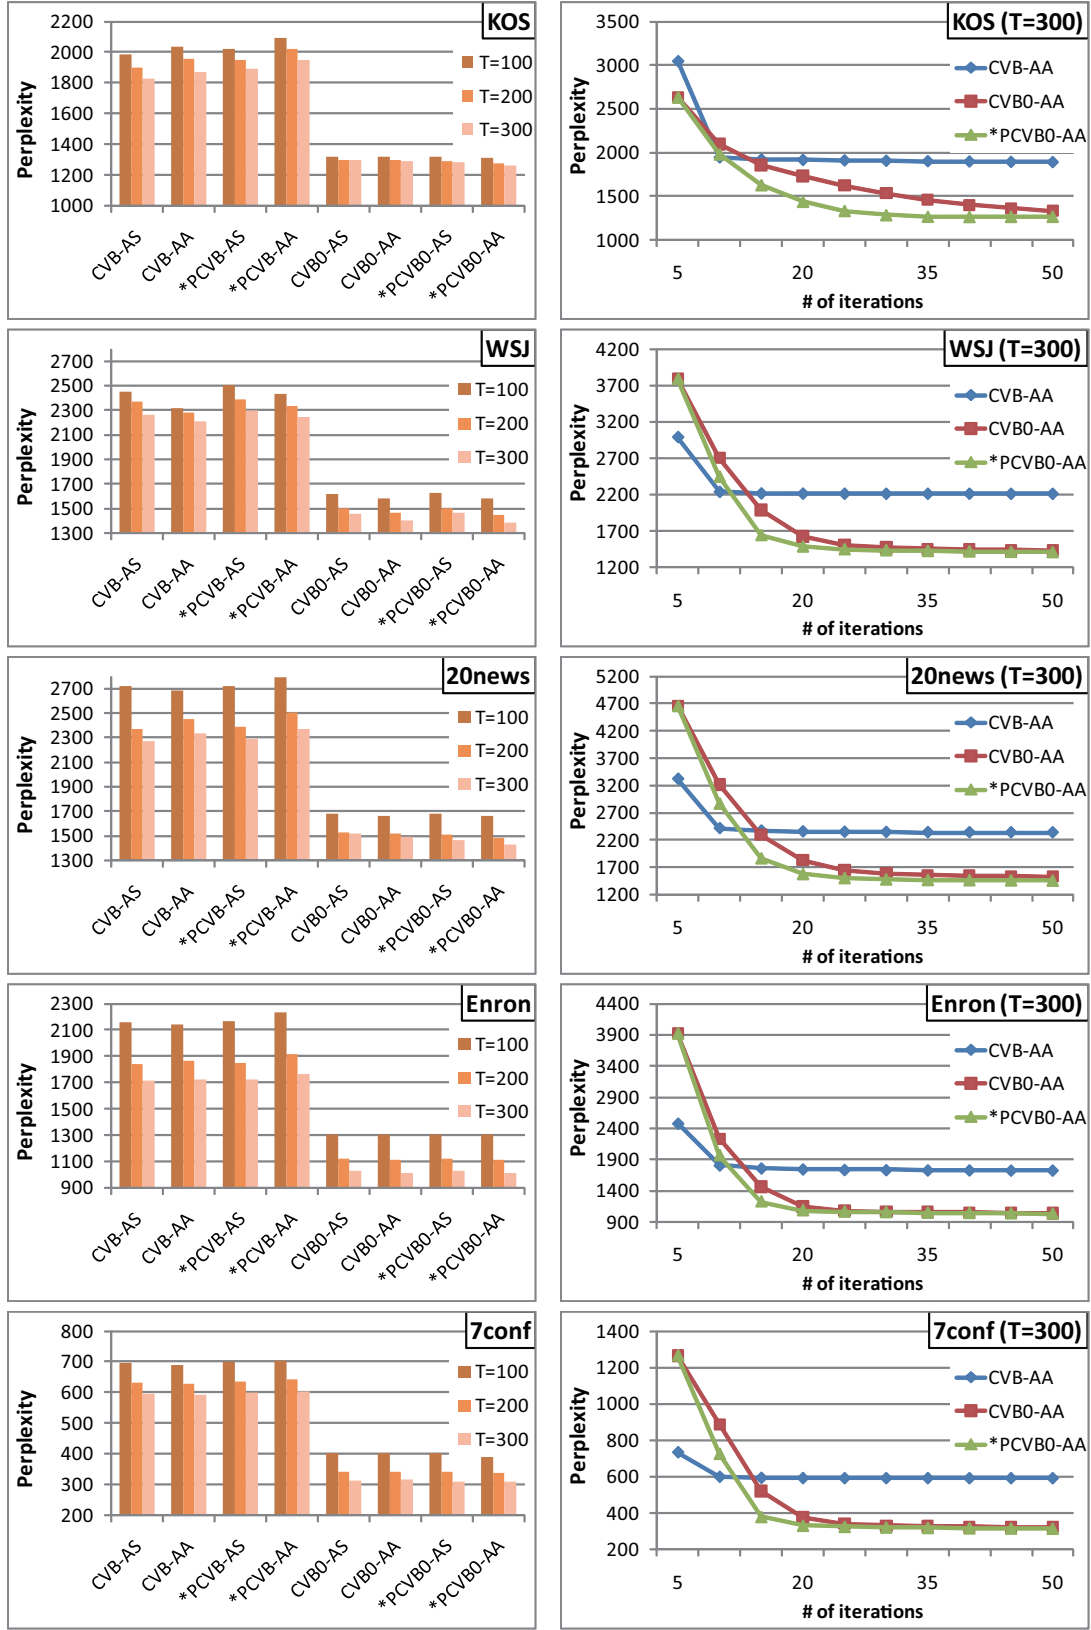 KOS
2200
2000
1800
1600
1400
1200
1000
Perplexity
T=100
T=200
T=300
CVB-AS
CVB-AA
*PCVB-AS
*PCVB-AA
CVB0-AS
CVB0-AA
*PCVB0-AS
*PCVB0-AA
KOS (T=300)
3500
3000
2500
2000
1500
1000
Perplexity
CVB-AA
CVB0-AA
*PCVB0-AA
5 20 35 50
# of iterations
WSJ
2700
2500
2300
2100
1900
1700
1500
1300
Perplexity
T=100
T=200
T=300
CVB-AS
CVB-AA
*PCVB-AS
*PCVB-AA
CVB0-AS
CVB0-AA
*PCVB0-AS
*PCVB0-AA
WSJ (T=300)
4200
3700
3200
2700
2200
1700
1200
Perplexity
CVB-AA
CVB0-AA
*PCVB0-AA
5 20 35 50
# of iterations
20news
2700
2500
2300
2100
1900
1700
1500
1300
Perplexity
T=100
T=200
T=300
CVB-AS
CVB-AA
*PCVB-AS
*PCVB-AA
CVB0-AS
CVB0-AA
*PCVB0-AS
*PCVB0-AA
20news (T=300)
5200
4700
4200
3700
3200
2700
2200
1700
1200
Perplexity
CVB-AA
CVB0-AA
*PCVB0-AA
5 20 35 50
# of iterations
Enron
2300
2100
1900
1700
1500
1300
1100
900
Perplexity
T=100
T=200
T=300
CVB-AS
CVB-AA
*PCVB-AS
*PCVB-AA
CVB0-AS
CVB0-AA
*PCVB0-AS
*PCVB0-AA
Enron (T=300)
4400
3900
3400
2900
2400
1900
1400
900
Perplexity
CVB-AA
CVB0-AA
*PCVB0-AA
5 20 35 50
# of iterations
7conf
800
700
600
500
400
300
200
Perplexity
T=100
T=200
T=300
CVB-AS
CVB-AA
*PCVB-AS
*PCVB-AA
CVB0-AS
CVB0-AA
*PCVB0-AS
*PCVB0-AA
7conf (T=300)
1400
1200
1000
800
600
400
200
Perplexity
CVB-AA
CVB0-AA
*PCVB0-AA
5 20 35 50
# of iterations